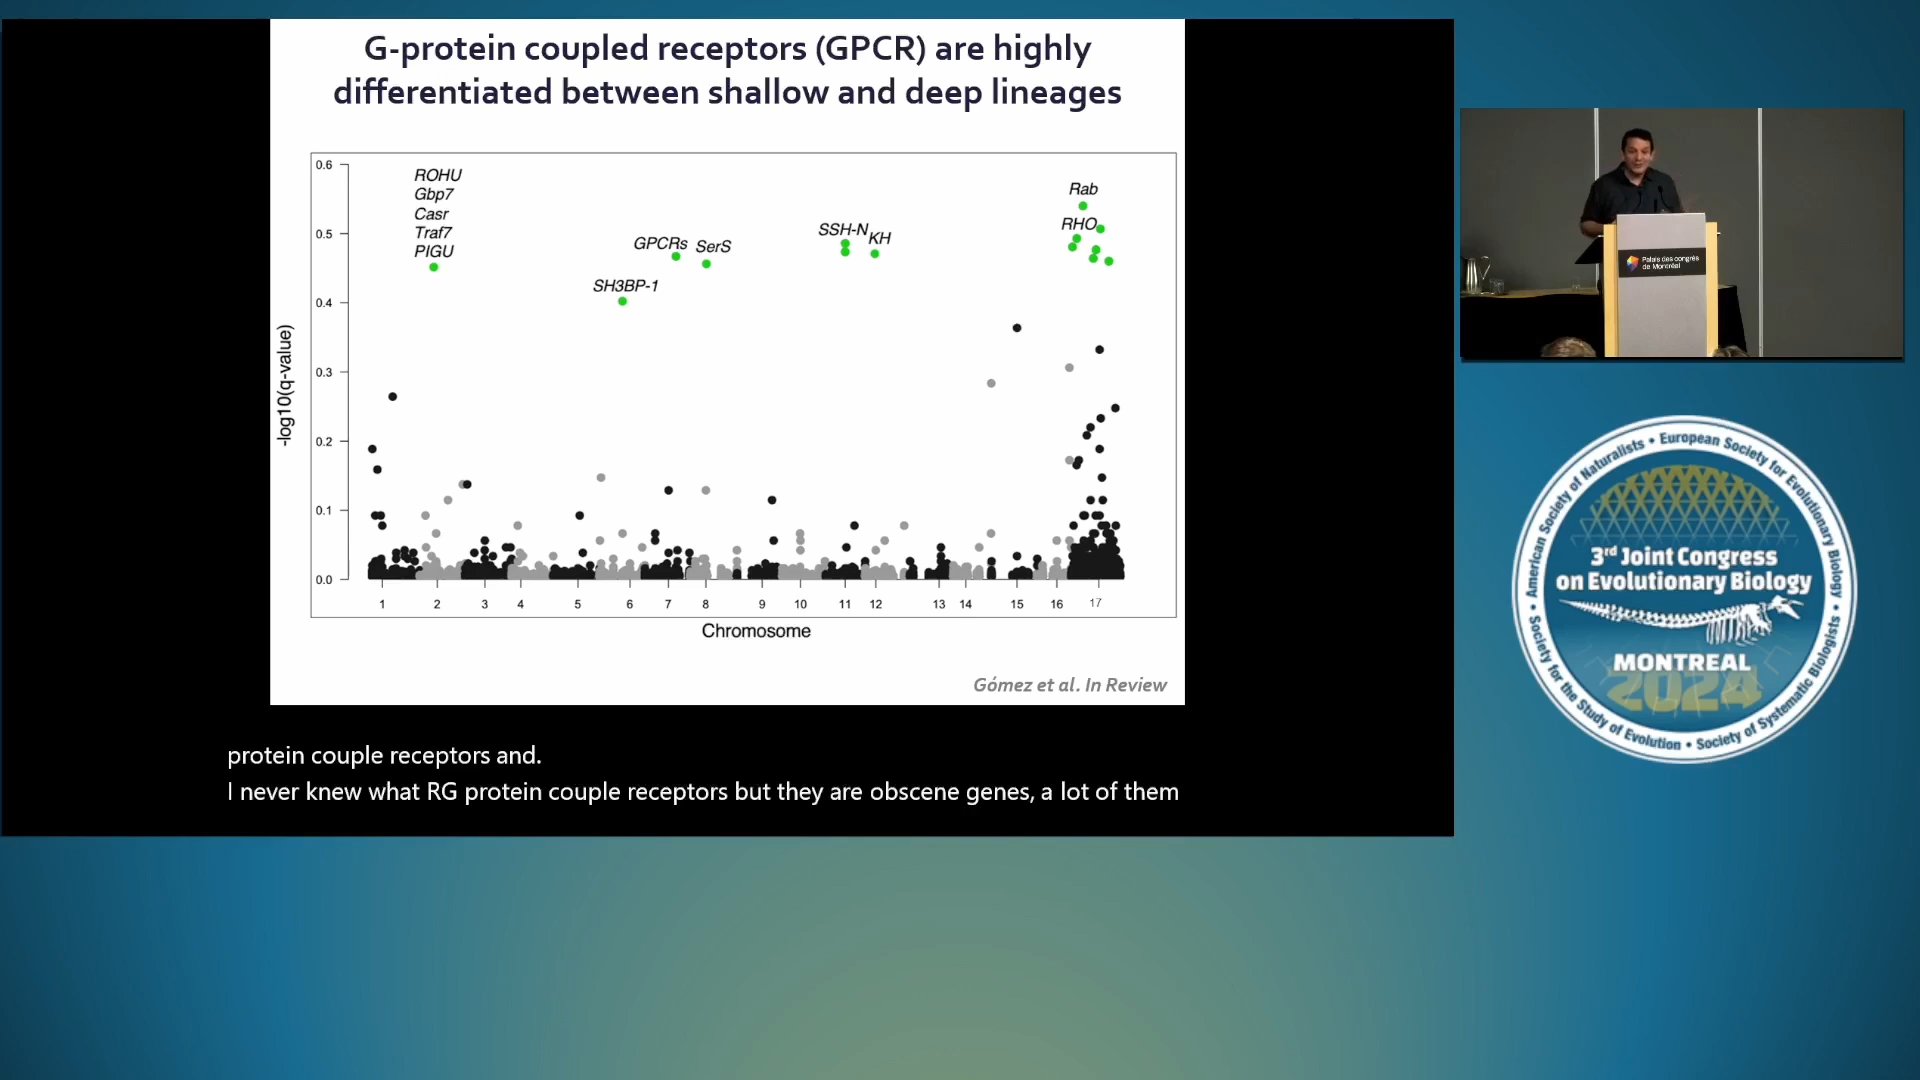 G-protein coupled receptors (GPCR) are highly
differentiated between shallow and deep lineages
0.6
0.5
0.4
0.3
0.2
0.1
0.0
-log10(q-value)
ROHU
Gbp7
Casr
Traf7
PIGU
SH3BP-1
GPCRs
SerS
SSH-N
KH
Rab
RHO
1 2 3 4 5 6 7 8 9 10 11 12 13 14 15 16 17
Chromosome
Gómez et al. In Review
protein couple receptors and.
I never knew what RG protein couple receptors but they are obscene genes, a lot of them
Palais des congrès
de Montréal
American Society of Naturalists • European Society for Evolutionary Biology •
3rd Joint Congress
on Evolutionary Biology
MONTREAL
2024
Society for the Study of Evolution • Society of Systematic Biologists •